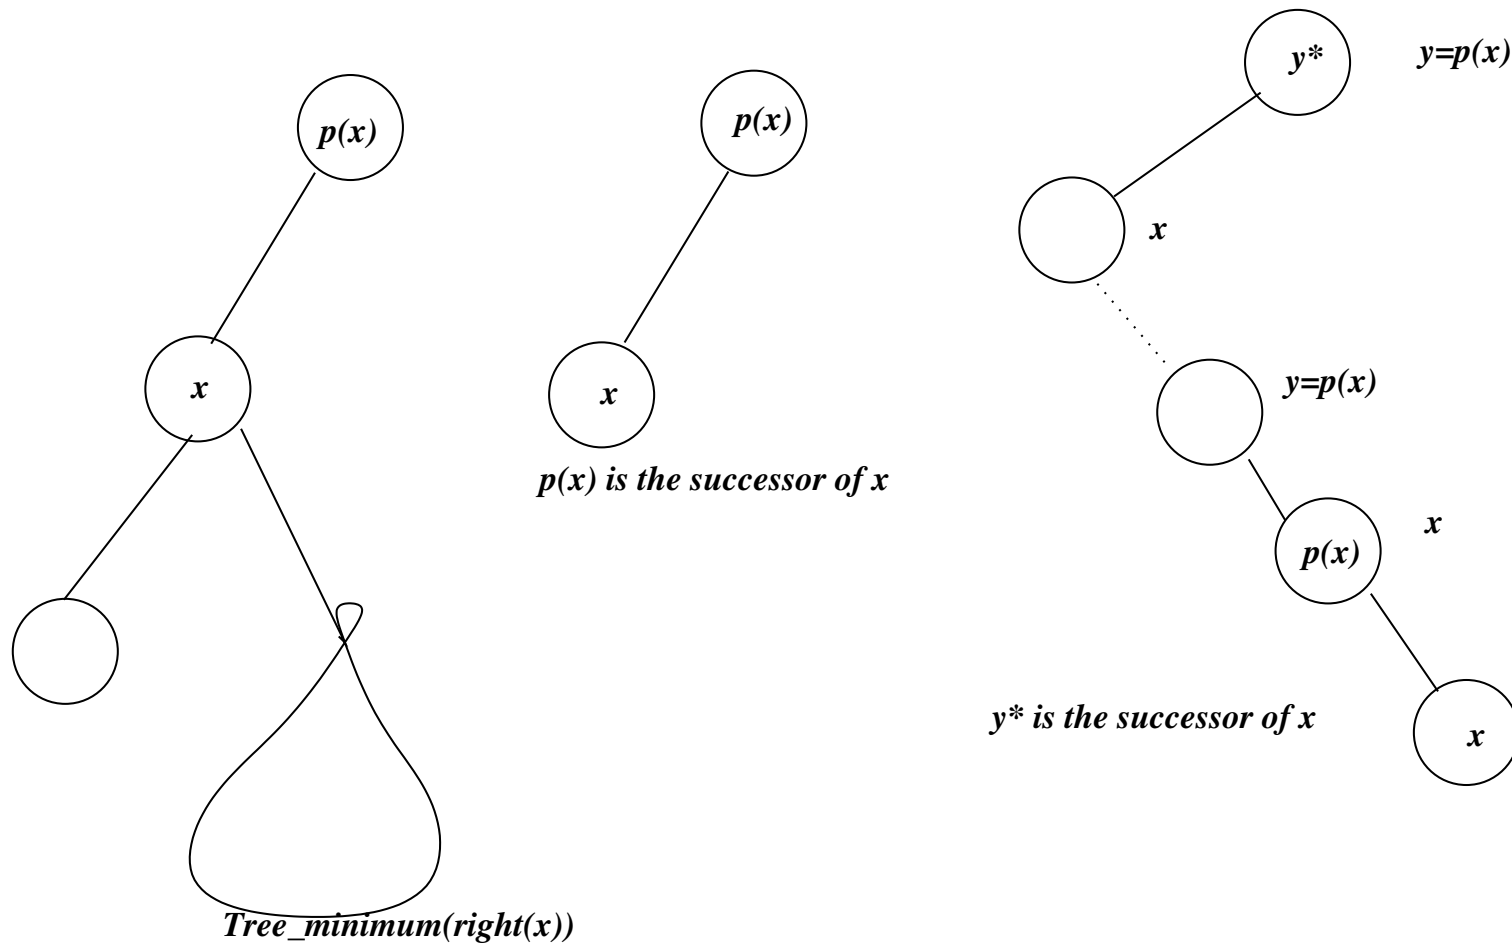 p(x)
x
Tree_minimum(right(x))
p(x)
x
p(x) is the successor of x
y*
y=p(x)
x
y=p(x)
p(x)
x
x
y* is the successor of x